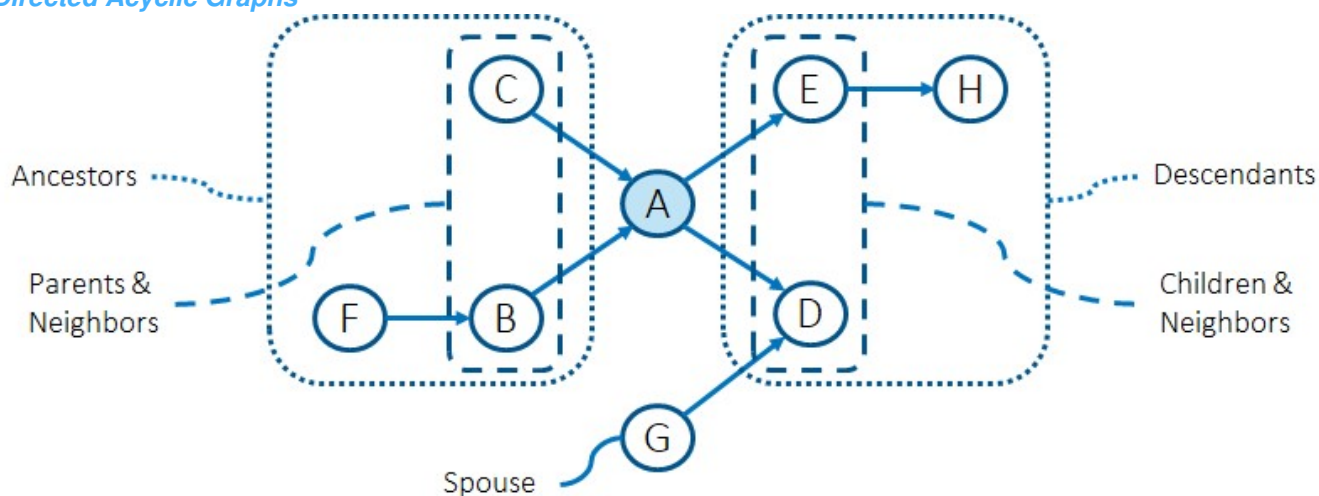 Directed Acyclic Graphs
C
E
H
Ancestors
A
Descendants
Parents &
Neighbors
F
B
D
Children &
Neighbors
G
Spouse